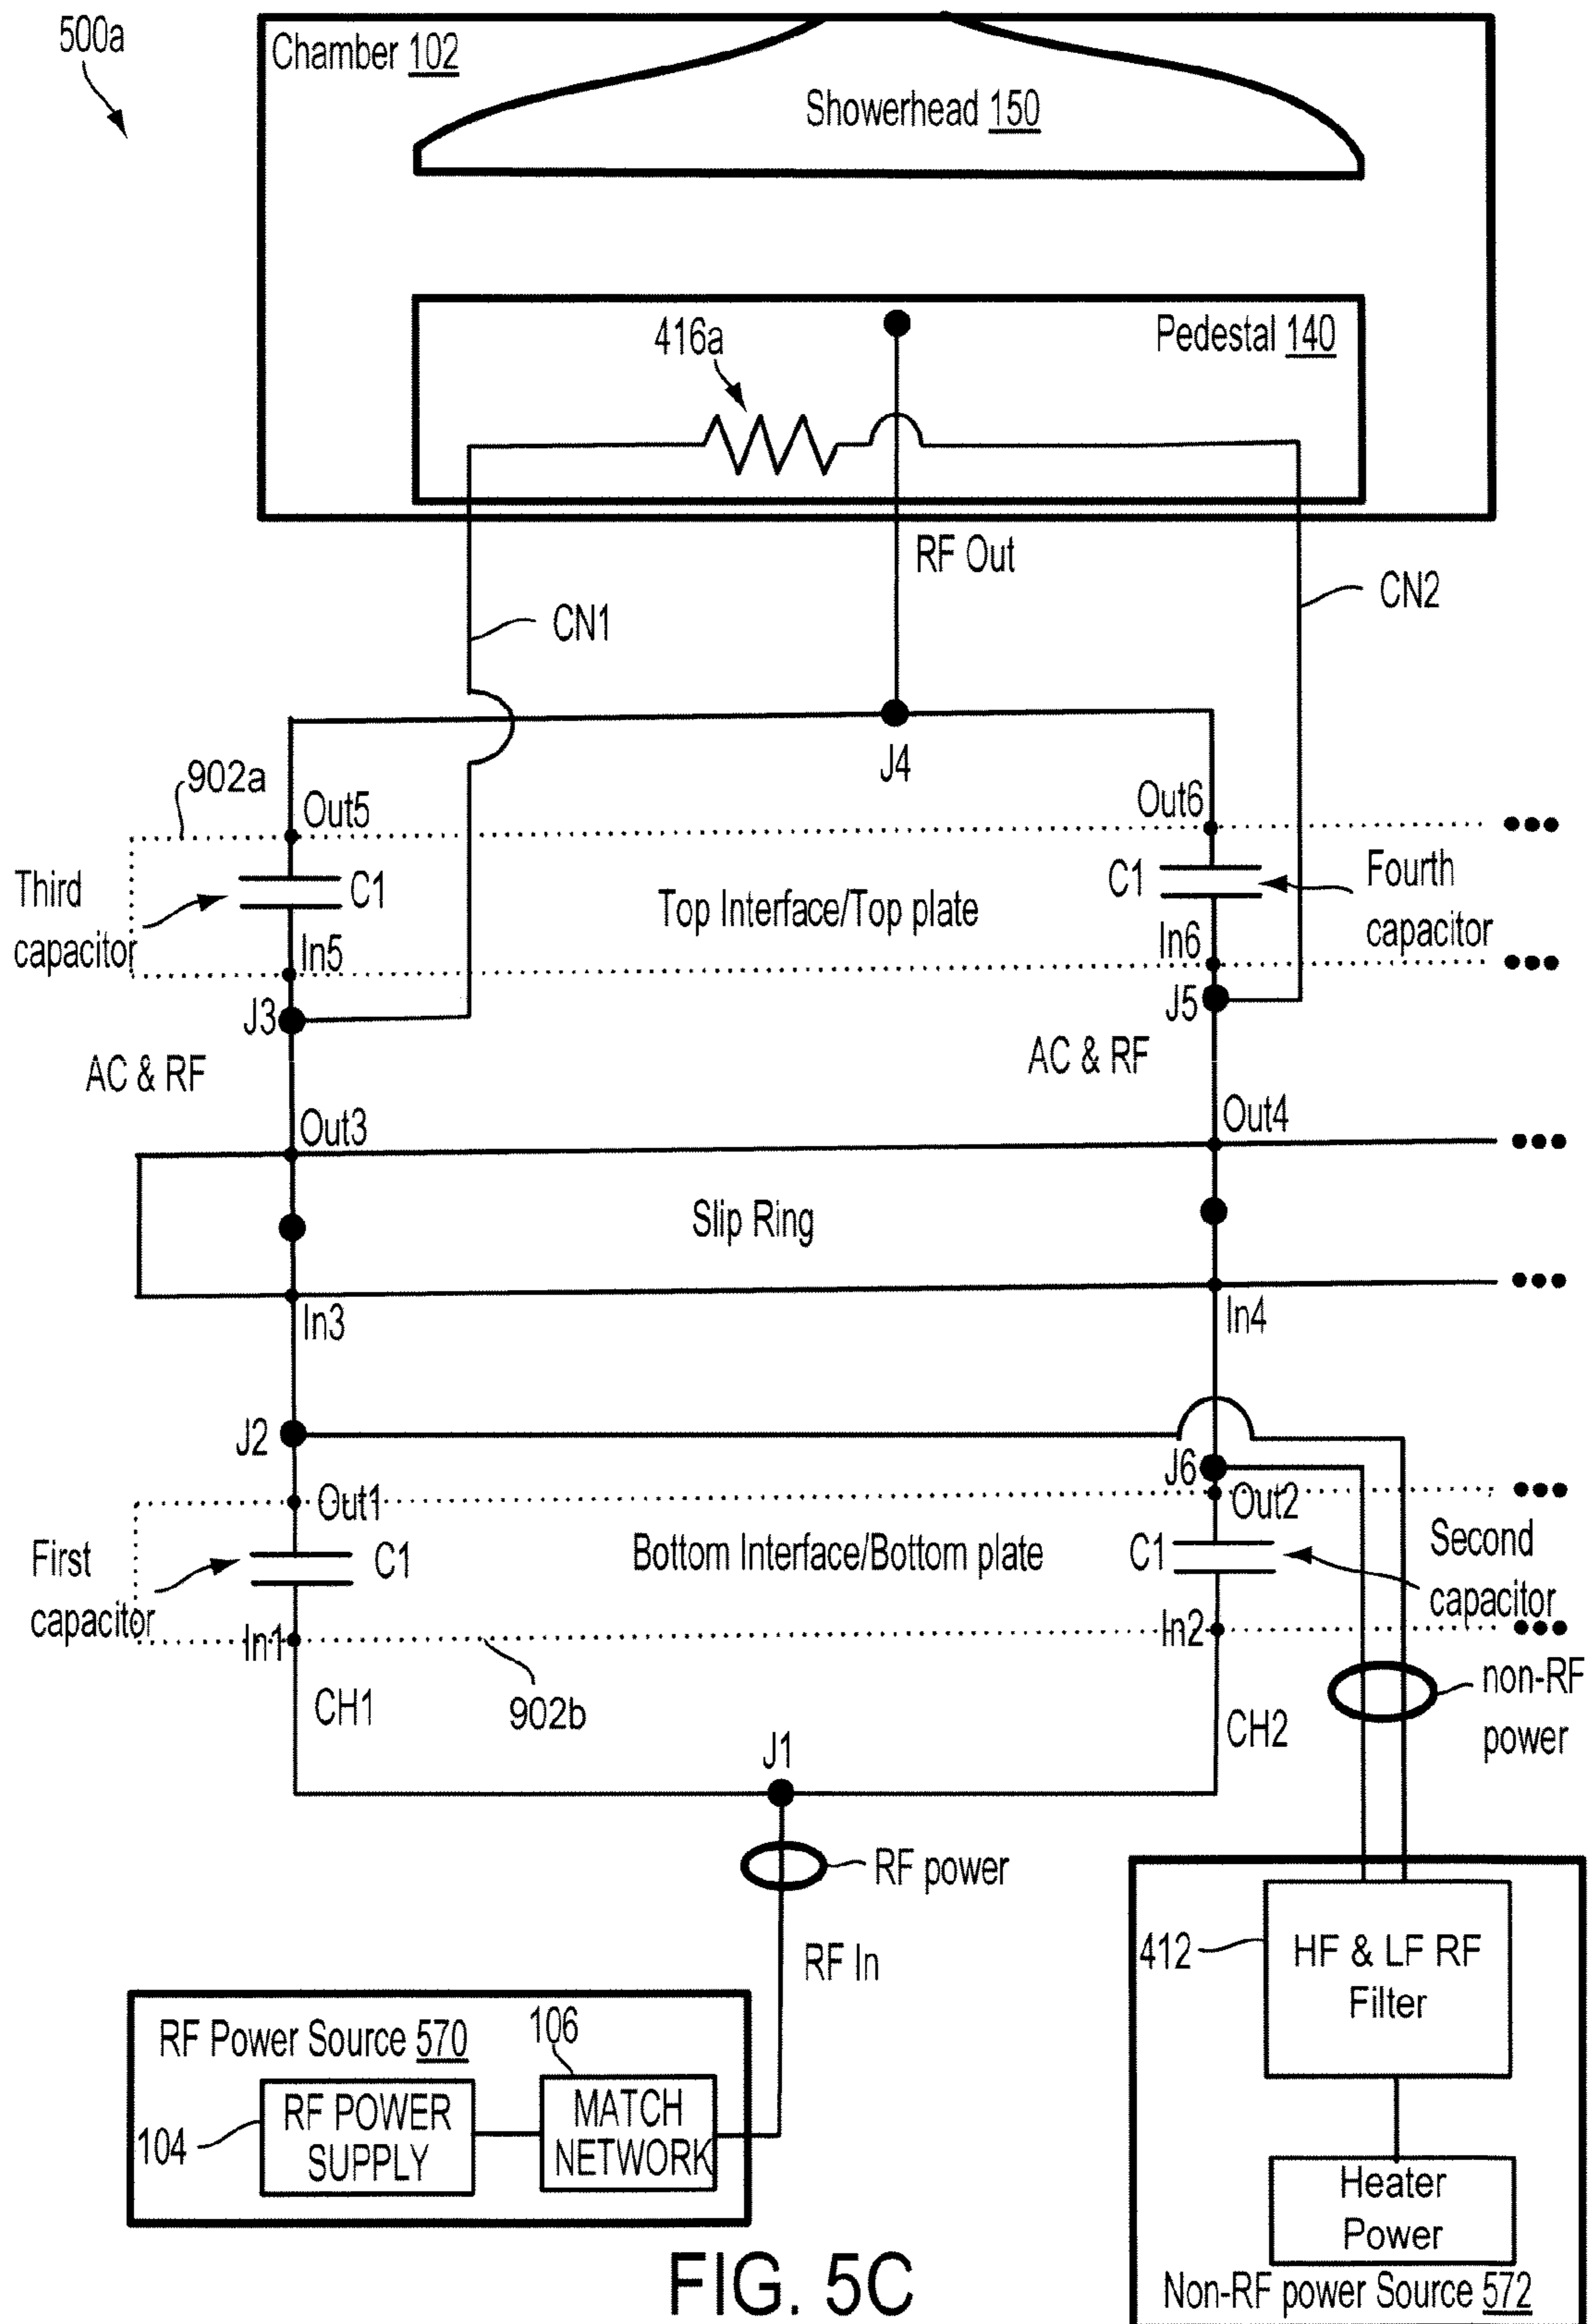 500a
Chamber 102
Showerhead 150
416a
Pedestal 140
RF Out
CN1
CN2
J4
902a
Out5
Out6
Third
capacitor
C1
Top Interface/Top plate
C1
Fourth
capacitor
In5
In6
J3
J5
AC & RF
AC & RF
Out3
Out4
Slip Ring
In3
In4
J2
J6
Out1
Out2
First
capacitor
C1
Bottom Interface/Bottom plate
C1
Second
capacitor
In1
In2
CH1
902b
CH2
non-RF
power
J1
RF power
RF In
412
HF & LF RF
Filter
RF Power Source 570
106
104
RF POWER
SUPPLY
MATCH
NETWORK
Heater
Power
Non-RF power Source 572
FIG. 5C